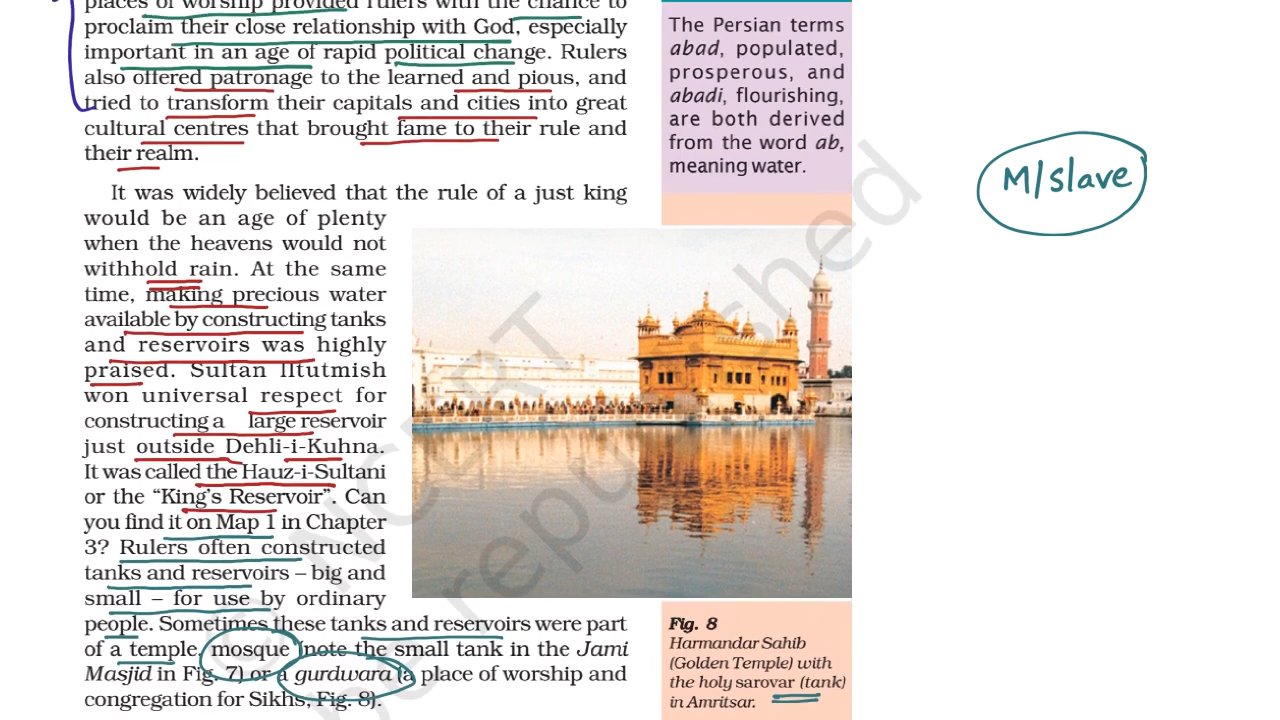 places of worship provided rulers with the chance to
proclaim their close relationship with God, especially
important in an age of rapid political change. Rulers
also offered patronage to the learned and pious, and
tried to transform their capitals and cities into great
cultural centres that brought fame to their rule and
their realm.
It was widely believed that the rule of a just king
would be an age of plenty
when the heavens would not
withhold rain. At the same
time, making precious water
available by constructing tanks
and reservoirs was highly
praised. Sultan Iltutmish
won universal respect for
constructing a large reservoir
just outside Dehli-i-Kuhna.
It was called the Hauz-i-Sultani
or the “King’s Reservoir”. Can
you find it on Map 1 in Chapter
3? Rulers often constructed
tanks and reservoirs – big and
small – for use by ordinary
people. Sometimes these tanks and reservoirs were part
of a temple, mosque (note the small tank in the Jami
Masjid in Fig. 7) or a gurdwara (a place of worship and
congregation for Sikhs, Fig. 8).
The Persian terms
abad, populated,
prosperous, and
abadi, flourishing,
are both derived
from the word ab,
meaning water.
M/slave
Fig. 8
Harmandar Sahib
(Golden Temple) with
the holy sarovar (tank)
in Amritsar.
© NCERT
be republished